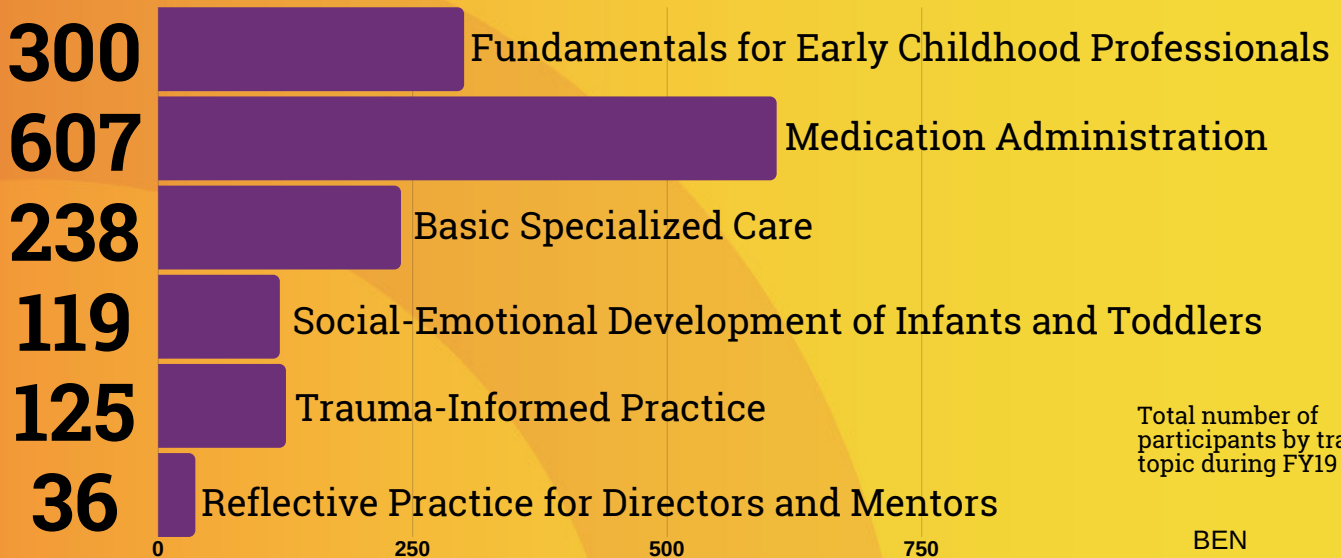 300 Fundamentals for Early Childhood Professionals
607 Medication Administration
238 Basic Specialized Care
119 Social-Emotional Development of Infants and Toddlers
125 Trauma-Informed Practice
36 Reflective Practice for Directors and Mentors
Total number of
participants by
topic during FY19
0 250 500 750
BEN